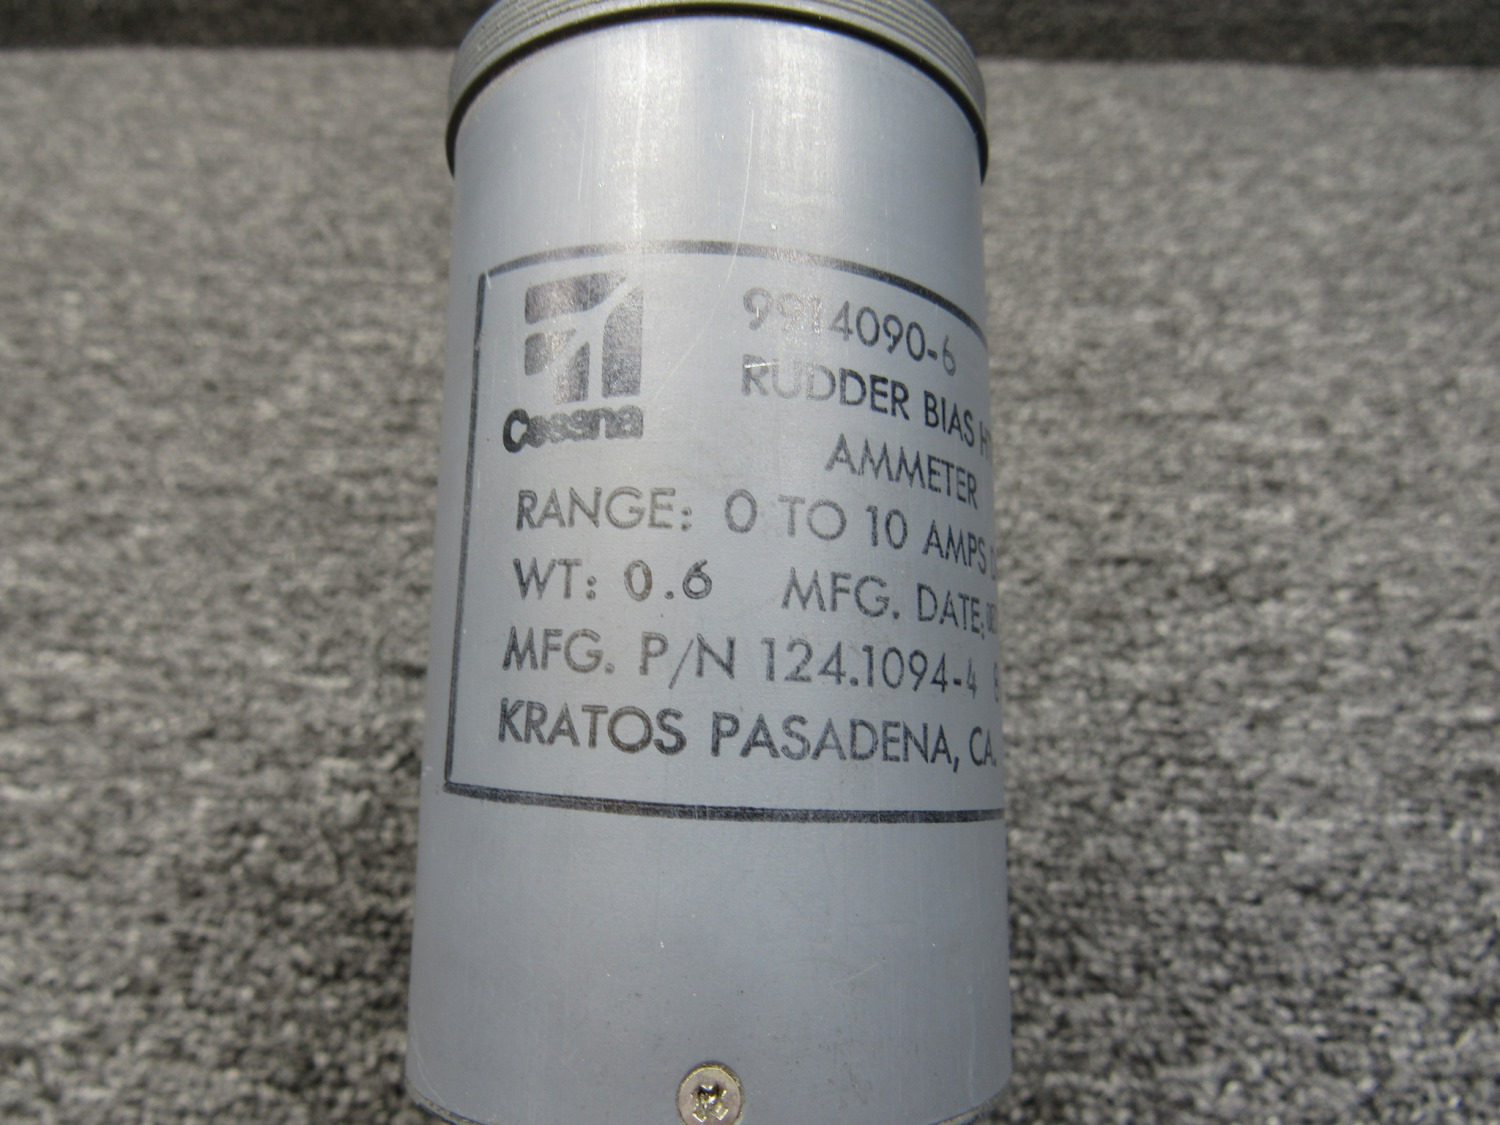 Cessna
9914090-6
RUDDER BIAS
AMMETER
RANGE: 0 TO 10 AMPS
WT: 0.6 MFG. DATE:
MFG. P/N 124.1094-4
KRATOS PASADENA, CA.